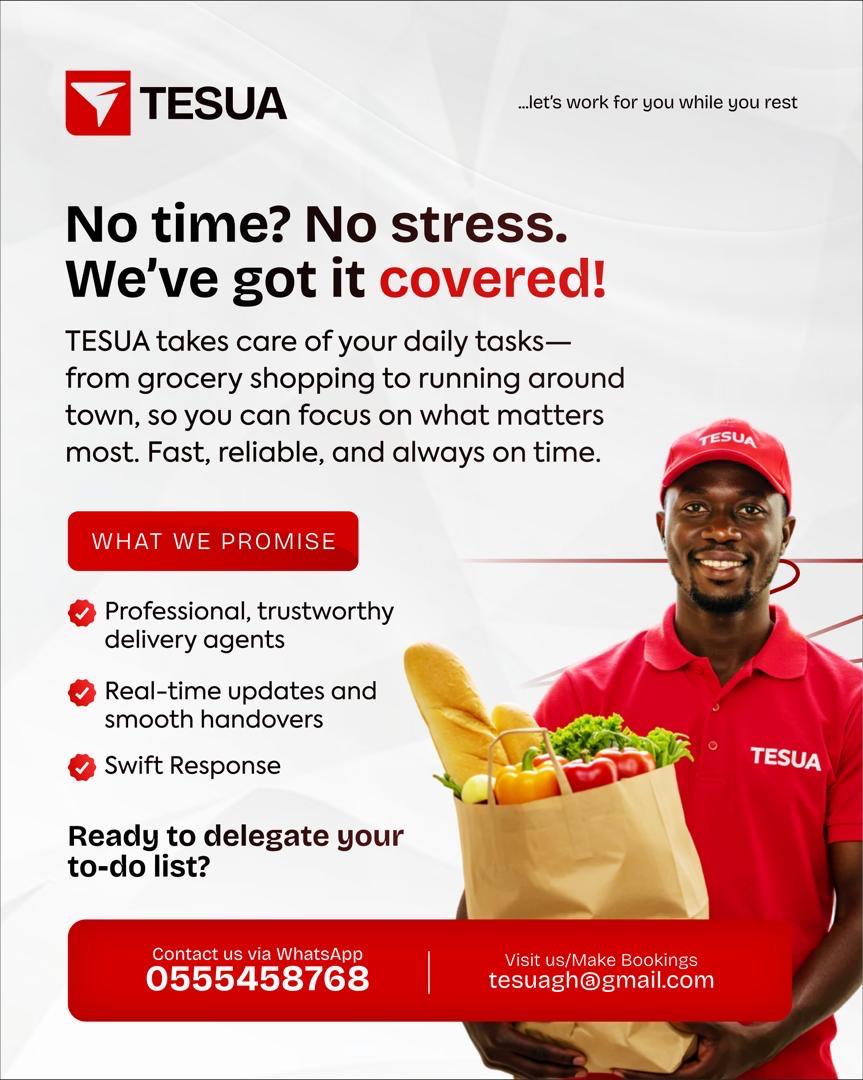 TESUA
...let's work for you while you rest
No time? No stress.
We've got it covered!
TESUA takes care of your daily tasks—
from grocery shopping to running around
town, so you can focus on what matters
most. Fast, reliable, and always on time.
TESUA
WHAT WE PROMISE
Professional, trustworthy
delivery agents
Real-time updates and
smooth handovers
TESUA
Swift Response
Ready to delegate your
to-do list?
Contact us via WhatsApp
0555458768
Visit us/Make Bookings
tesuagh@gmail.com